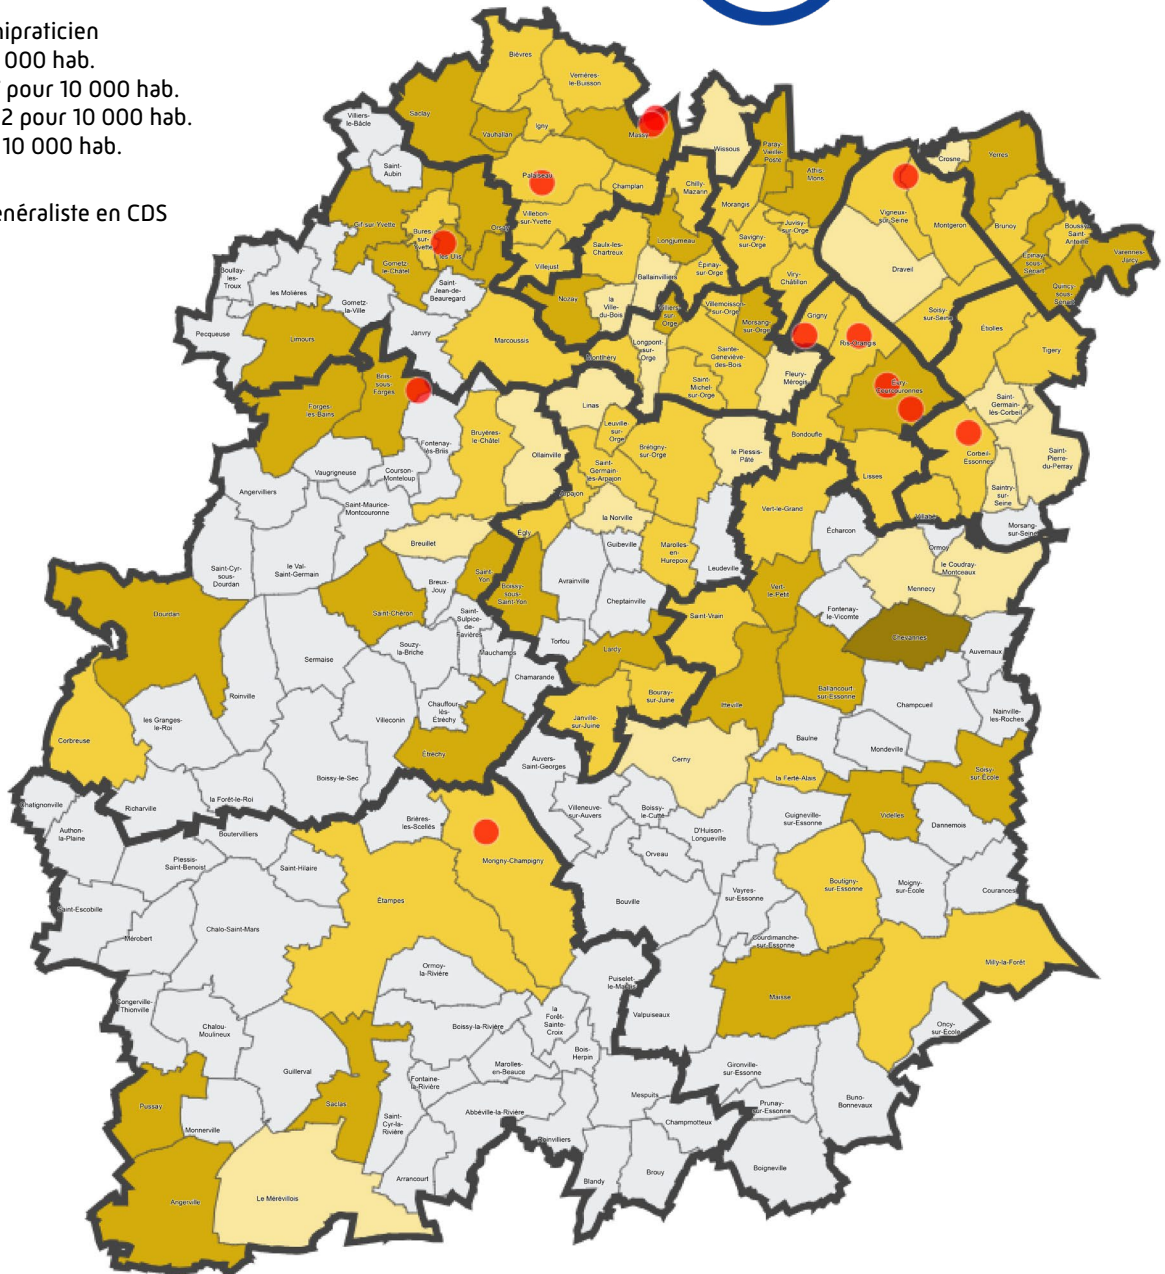 nipraticien
000 hab.
pour 10 000 hab.
2 pour 10 000 hab.
10 000 hab.
énéraliste en CDS
Bièvres
Verrières-
le-Buisson
Villiers-
le-Bâcle
Saclay
Vauhallan
Igny
Massy
Wissous
Saint-
Aubin
Palaiseau
Champlan
Chilly-
Mazarin
Paray-
Vieille-
Poste
Athis-
Mons
Crosne
Yerres
Gif-sur-Yvette
Bures-
sur-
Yvette
les Ulis
Orsay
Villebon-
sur-Yvette
Villejust
Saulx-les-
Chartreux
Longjumeau
Morangis
Savigny-
sur-Orge
Juvisy-
sur-Orge
Vigneux-
sur-Seine
Montgeron
Brunoy
Boussy-
Saint-
Antoine
Épinay-
sous-
Sénart
Varennes-
Jarcy
Quincy-
sous-
Sénart
Boullay-
les-
Troux
les Molières
Gometz-
le-Châtel
Gometz-
la-Ville
Saint-
Jean-de-
Beauregard
Ballainvilliers
Épinay-
sur-Orge
Viry-
Châtillon
Draveil
Pecqueuse
Limours
Janvry
Marcoussis
Nozay
la
Ville-
du-Bois
Villiers-
sur-
Orge
Villemoisson-
sur-Orge
Morsang-
sur-Orge
Grigny
Ris-Orangis
Soisy-
sur-Seine
Étolles
Tigery
Montlhéry
Longpont-
sur-
Orge
Sainte-
Geneviève-
des-Bois
Saint-
Michel-
sur-Orge
Fleury-
Mérogis
Évry-
Courcouronnes
Briis-
sous-
Forges
Forges-
les-Bains
Linas
Leuville-
sur-
Orge
Saint-
Germain-
lès-Corbeil
Fontenay-
lès-Briis
Bruyères-
le-Châtel
Ollainville
Brétigny-
sur-Orge
le Plessis-
Pâté
Bondoufle
Corbeil-
Essonnes
Saint-
Pierre-
du-Perray
Vaugrigneuse
Courson-
Monteloup
Saint-
Germain-
lès-Arpajon
Lisses
Saintry-
sur-
Seine
Angervilliers
Saint-Maurice-
Montcouronne
Arpajon
la Norville
Vert-le-Grand
Villabé
Morsang-
sur-Seine
Saint-Cyr-
sous-
Dourdan
le Val-
Saint-Germain
Breuillet
Égly
Guibeville
Marolles-
en-
Hurepoix
Leudeville
Écharcon
Ormoy
le Coudray-
Montceaux
Mennecy
Dourdan
Saint-Chéron
Breux-
Jouy
Saint-
Yon
Boissy-
sous-
Saint-Yon
Avrainville
Cheptainville
Vert-
le-Petit
Fontenay-
le-Vicomte
Chevannes
Saint-Vrain
Auvernaux
Saint-
Sulpice-
de-
Favières
Mauchamps
Torfou
Lardy
Souzy-
la-Briche
Chamarande
Sermaise
Roinville
Villeconin
Chauffour-
lès-
Étréchy
Bouray-
sur-Juine
Janville-
sur-Juine
Itteville
Ballancourt-
sur-Essonne
Champcueil
Nainville-
les-Roches
Corbreuse
les Granges-
le-Roi
Étréchy
Auvers-
Saint-Georges
Cerny
Baulne
Mondeville
la Ferté-Alais
Soisy-
sur-École
Boissy-le-Sec
la Forêt-le-Roi
Richarville
Chatignonville
Authon-
la-Plaine
Boutervilliers
Brières-
les-Scellés
Morigny-Champigny
Villeneuve-
sur-Auvers
Boissy-
le-Cutté
D'Huison-
Longueville
Guigneville-
sur-Essonne
Videlles
Dannemois
Plessis-
Saint-Benoist
Saint-Hilaire
Orveau
Saint-Escobille
Mérobert
Chalo-Saint-Mars
Étampes
Bouville
Vayres-
sur-Essonne
Boutigny-
sur-Essonne
Moigny-
sur-École
Courances
Courdimanche-
sur-Essonne
Milly-la-Forêt
Ormoy-
la-Rivière
Puiselet-
le-Marais
Maisse
Congerville-
Thionville
Chalou-
Moulineux
Boissy-la-Rivière
la
Forêt-
Sainte-
Croix
Valpuiseaux
Oncy-
sur-École
Bois-
Herpin
Guillerval
Marolles-
en-Beauce
Fontaine-
la-Rivière
Gironville-
sur-Essonne
Pussay
Saclas
Mespuits
Prunay-
sur-Essonne
Buno-
Bonnevaux
Monnerville
Saint-
Cyr-la-
Rivière
Abbéville-la-Rivière
Champmotteux
Roinvilliers
Angerville
Le Mérévillois
Arrancourt
Blandy
Brouy
Boigneville